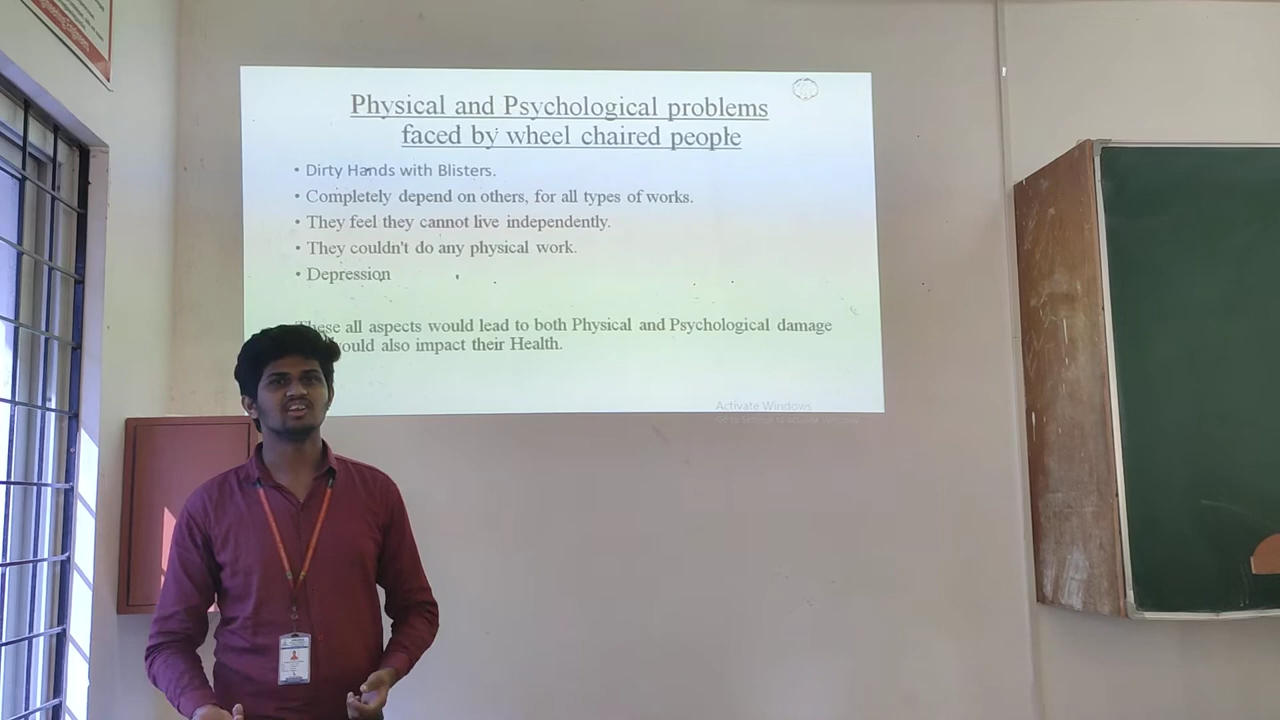 Physical and Psychological problems
faced by wheel chaired people
• Dirty Hands with Blisters.
• Completely depend on others, for all types of works.
• They feel they cannot live independently.
• They couldn't do any physical work.
• Depression
These all aspects would lead to both Physical and Psychological damage
would also impact their Health.
Activate Windows